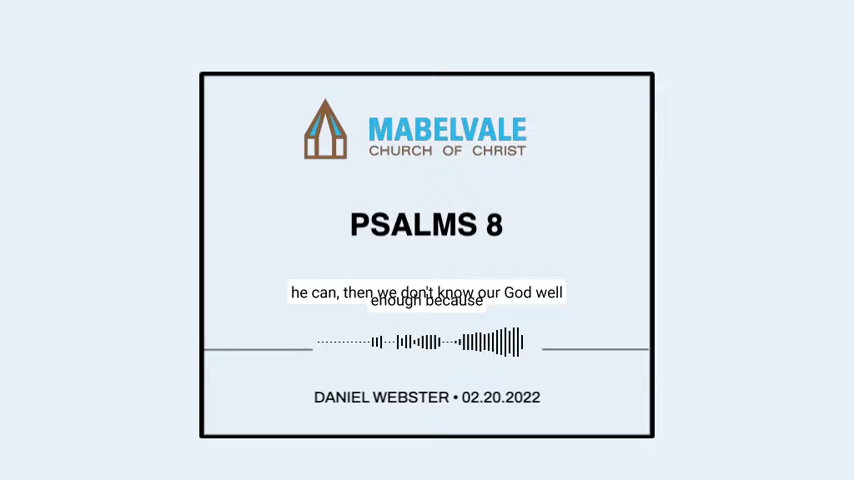 MABELVALE
CHURCH OF CHRIST
PSALMS 8
he can, then we don't know our God well
enough because
DANIEL WEBSTER • 02.20.2022